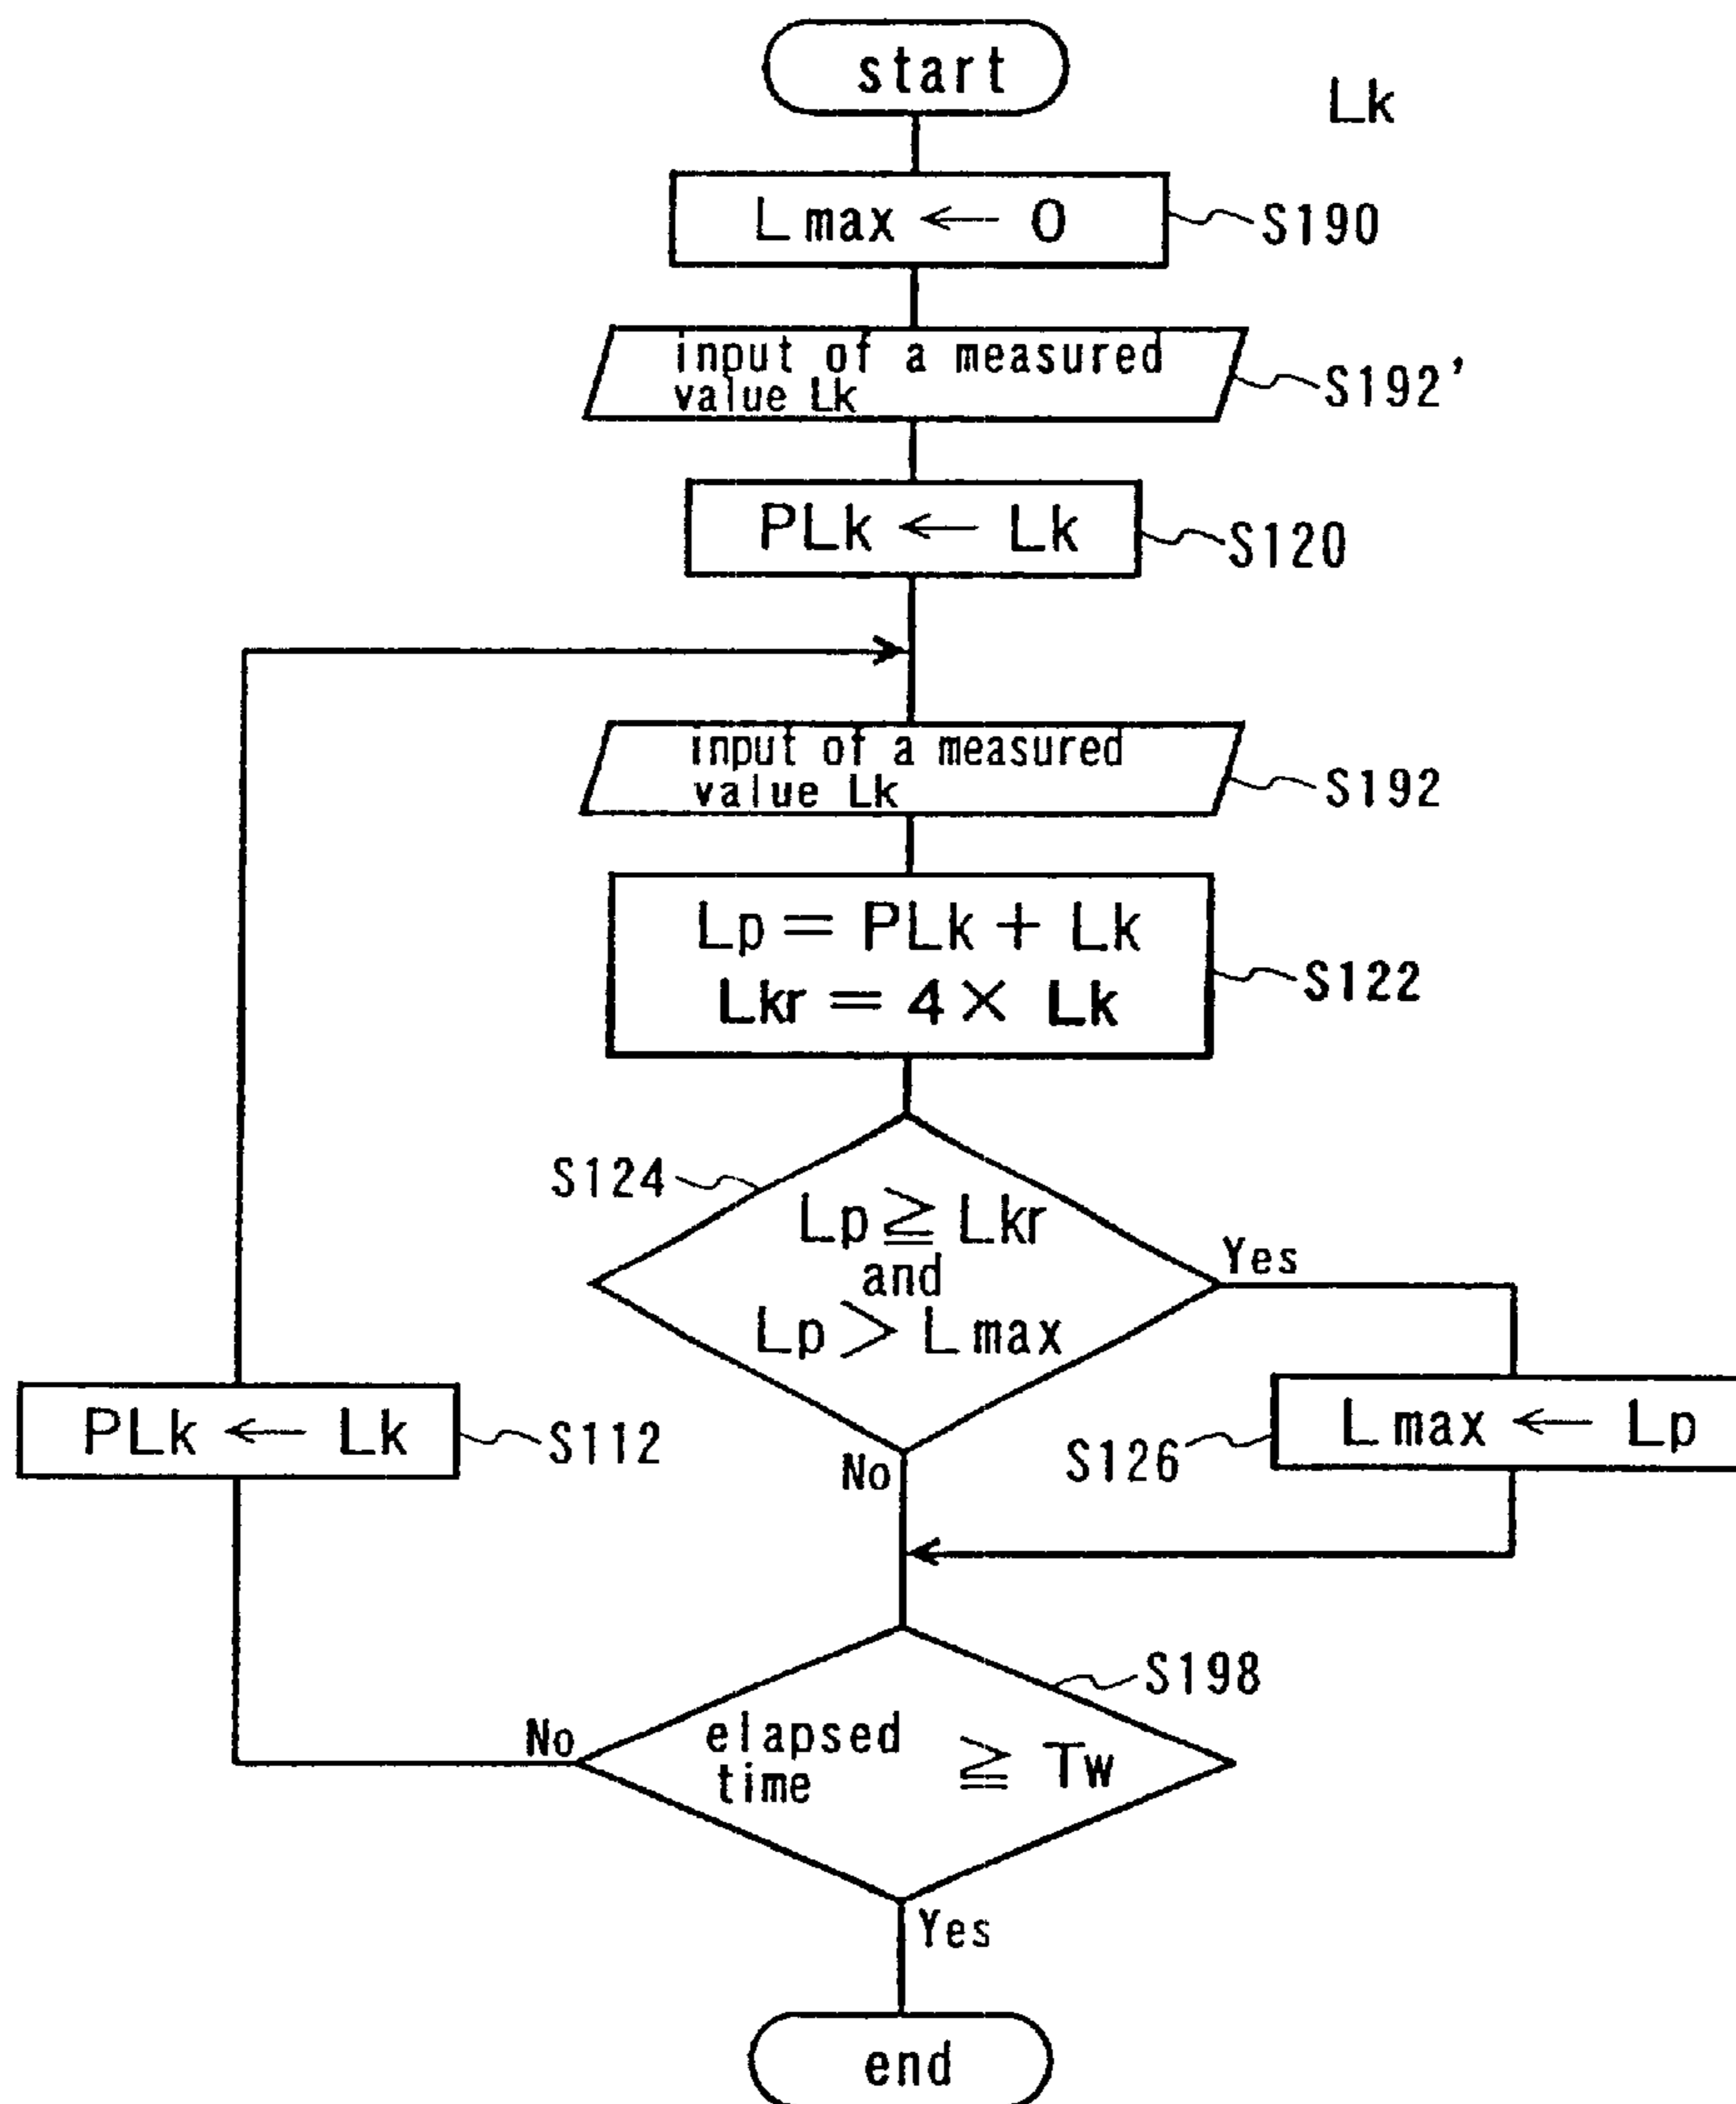 start
Lk
Lmax ← 0
S190
input of a measured
value Lk
S192'
PLk ← Lk
S120
input of a measured
value Lk
S192
Lp = PLk + Lk
Lkr = 4 × Lk
S122
S124
Lp ≧ Lkr
and
Lp > Lmax
Yes
No
PLk ← Lk
S112
S126
Lmax ← Lp
S198
No
elapsed
time
≧ Tw
Yes
end